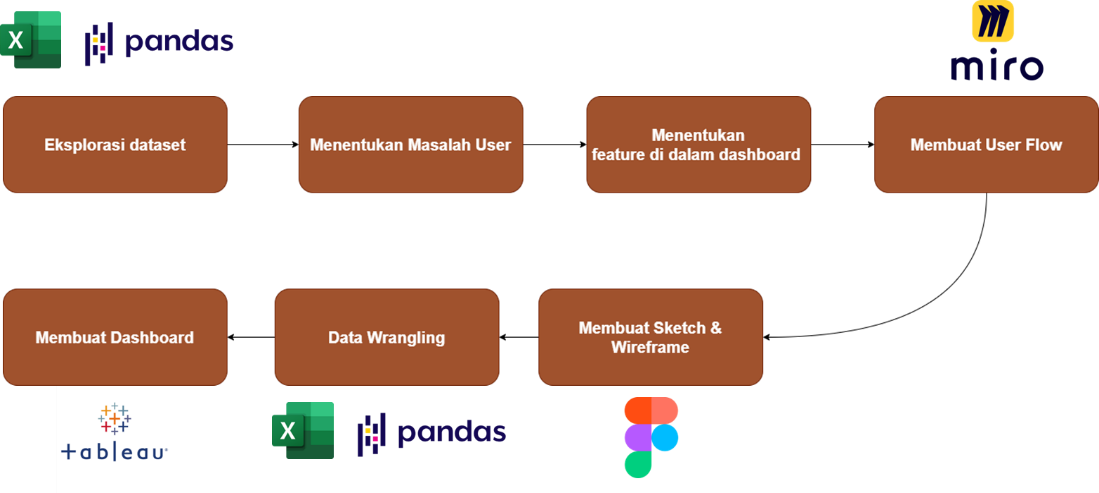 X
pandas
miro
Eksplorasi dataset
Menentukan Masalah User
Menentukan
feature di dalam dashboard
Membuat User Flow
Membuat Dashboard
Data Wrangling
Membuat Sketch &
Wireframe
+ableau
X
pandas